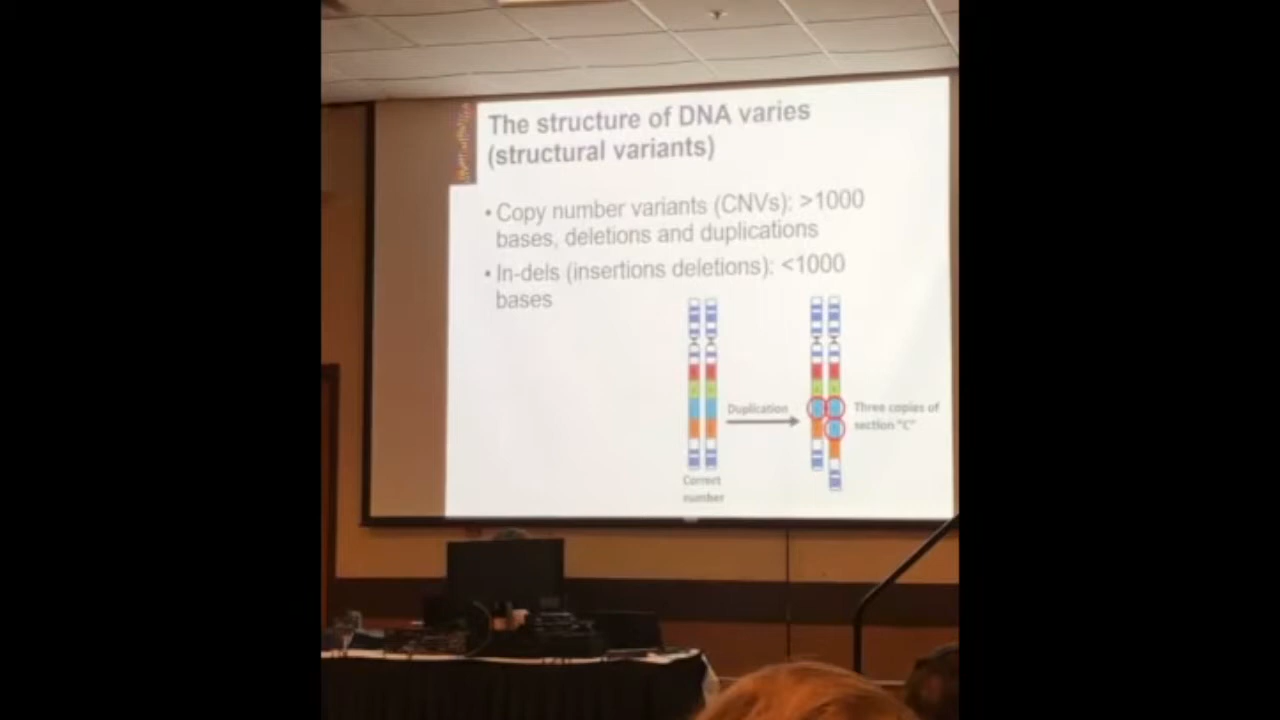 The structure of DNA varies
(structural variants)
• Copy number variants (CNVs): >1000
bases, deletions and duplications
• In-dels (insertions deletions): <1000
bases
Duplication
Three copies of
section "C"
Correct
number